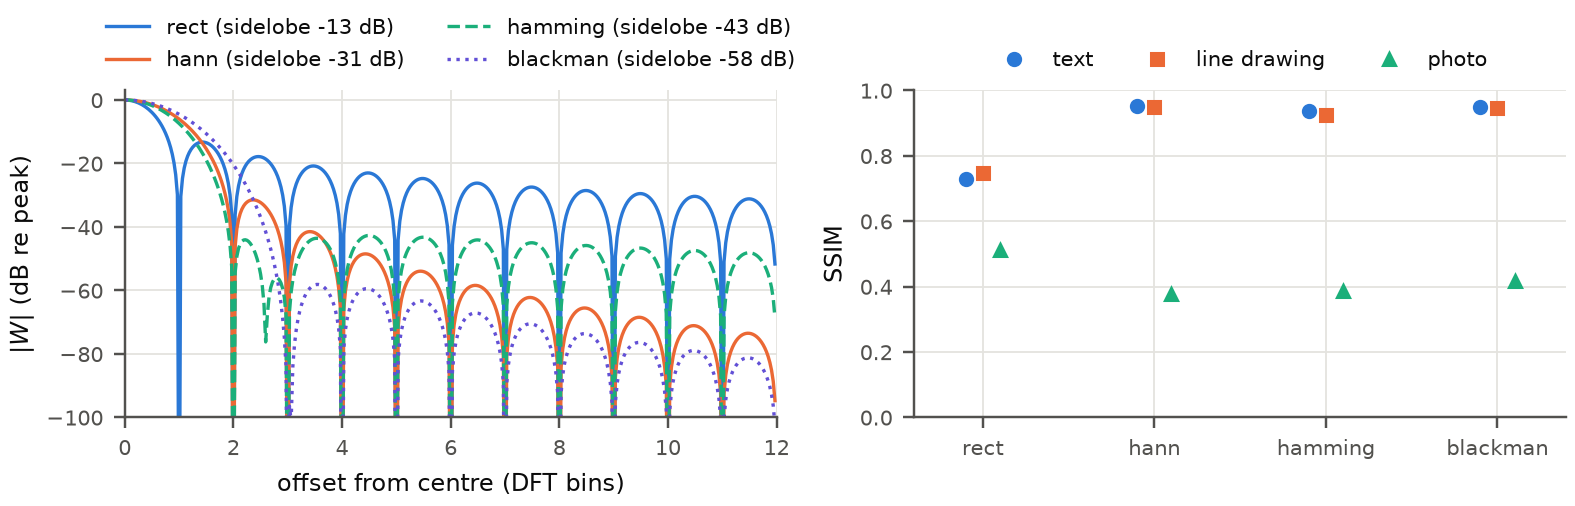 rect (sidelobe -13 dB)
hann (sidelobe -31 dB)
hamming (sidelobe -43 dB)
blackman (sidelobe -58 dB)
|W| (dB re peak)
0
−20
−40
−60
−80
−100
0 2 4 6 8 10 12
offset from centre (DFT bins)
text line drawing photo
SSIM
1.0
0.8
0.6
0.4
0.2
0.0
rect hann hamming blackman